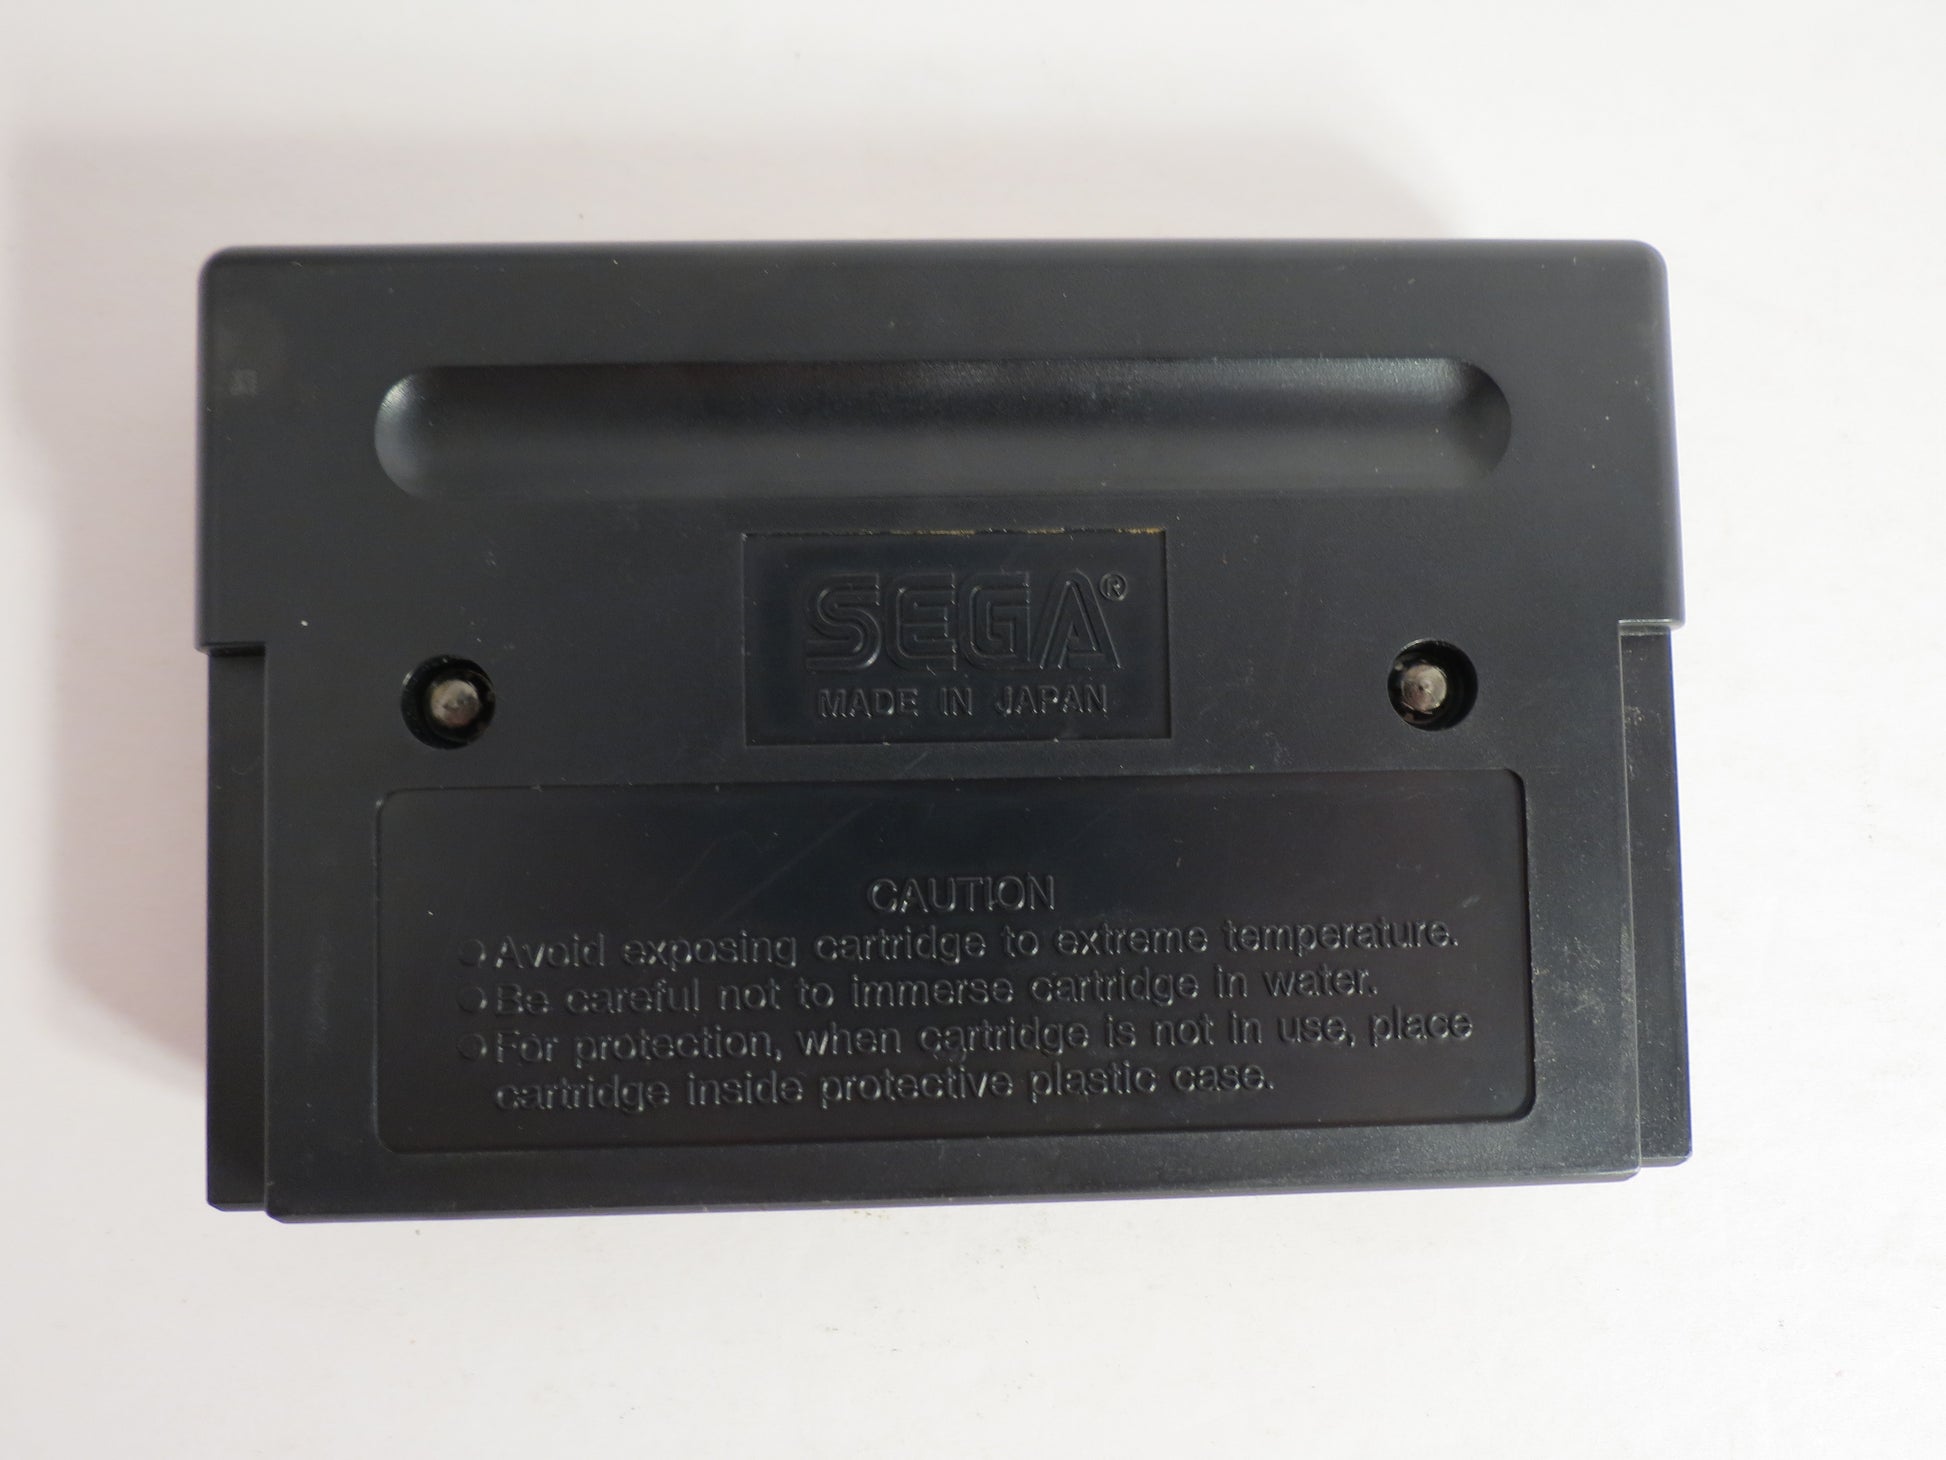 SEGA®
MADE IN JAPAN
CAUTION
● Avoid exposing cartridge to extreme temperature.
● Be careful not to immerse cartridge in water.
● For protection, when cartridge is not in use, place
cartridge inside protective plastic case.